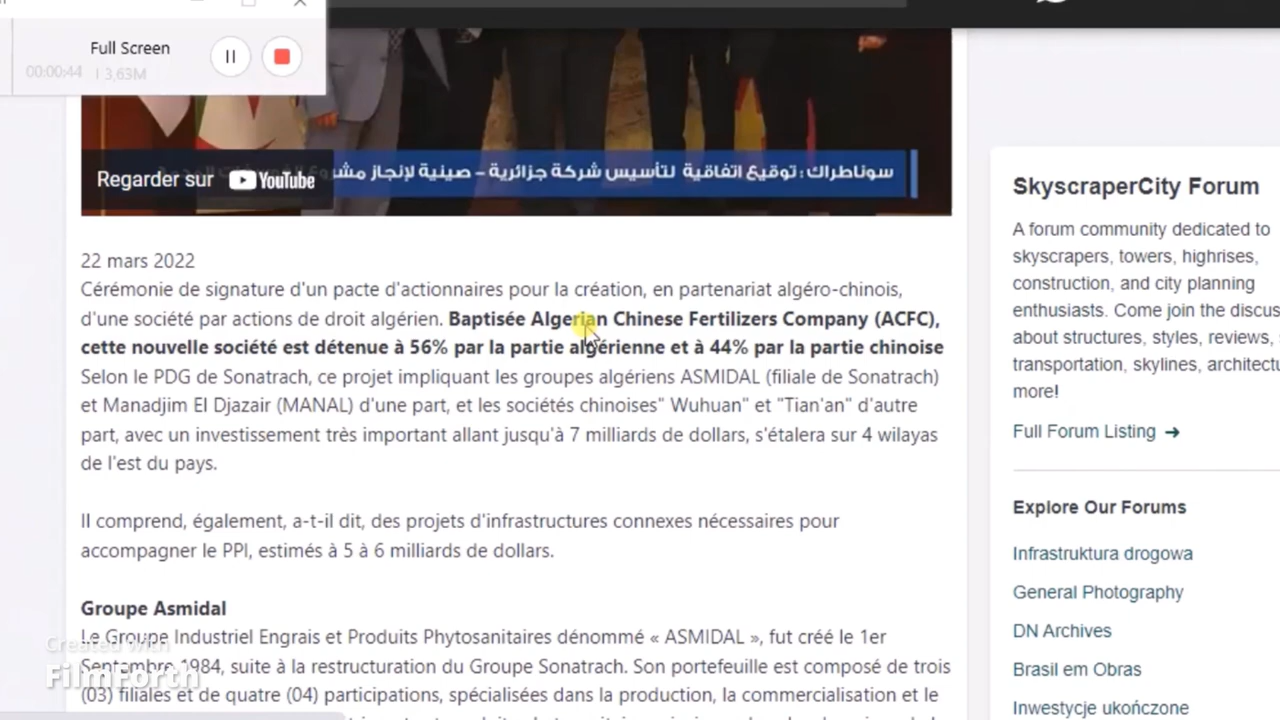 Full Screen
00:00:44 | 3,63M
سوناطراك : توقيع اتفاقية لتأسيس شركة جزائرية - صينية لإنجاز
Regarder sur YouTube
22 mars 2022
Cérémonie de signature d'un pacte d'actionnaires pour la création, en partenariat algéro-chinois,
d'une société par actions de droit algérien. Baptisée Algerian Chinese Fertilizers Company (ACFC),
cette nouvelle société est détenue à 56% par la partie algérienne et à 44% par la partie chinoise
Selon le PDG de Sonatrach, ce projet impliquant les groupes algériens ASMIDAL (filiale de Sonatrach)
et Manadjim El Djazair (MANAL) d'une part, et les sociétés chinoises" Wuhuan" et "Tian'an" d'autre
part, avec un investissement très important allant jusqu'à 7 milliards de dollars, s'étalera sur 4 wilayas
de l'est du pays.
Il comprend, également, a-t-il dit, des projets d'infrastructures connexes nécessaires pour
accompagner le PPI, estimés à 5 à 6 milliards de dollars.
Groupe Asmidal
Le Groupe Industriel Engrais et Produits Phytosanitaires dénommé « ASMIDAL », fut créé le 1er
Septembre 1984, suite à la restructuration du Groupe Sonatrach. Son portefeuille est composé de trois
(03) filiales et de quatre (04) participations, spécialisées dans la production, la commercialisation et le
Created with
FilmForth
SkyscraperCity Forum
A forum community dedicated to
skyscrapers, towers, highrises,
construction, and city planning
enthusiasts. Come join the discus
about structures, styles, reviews,
transportation, skylines, architectu
more!
Full Forum Listing →
Explore Our Forums
Infrastruktura drogowa
General Photography
DN Archives
Brasil em Obras
Inwestycje ukończone